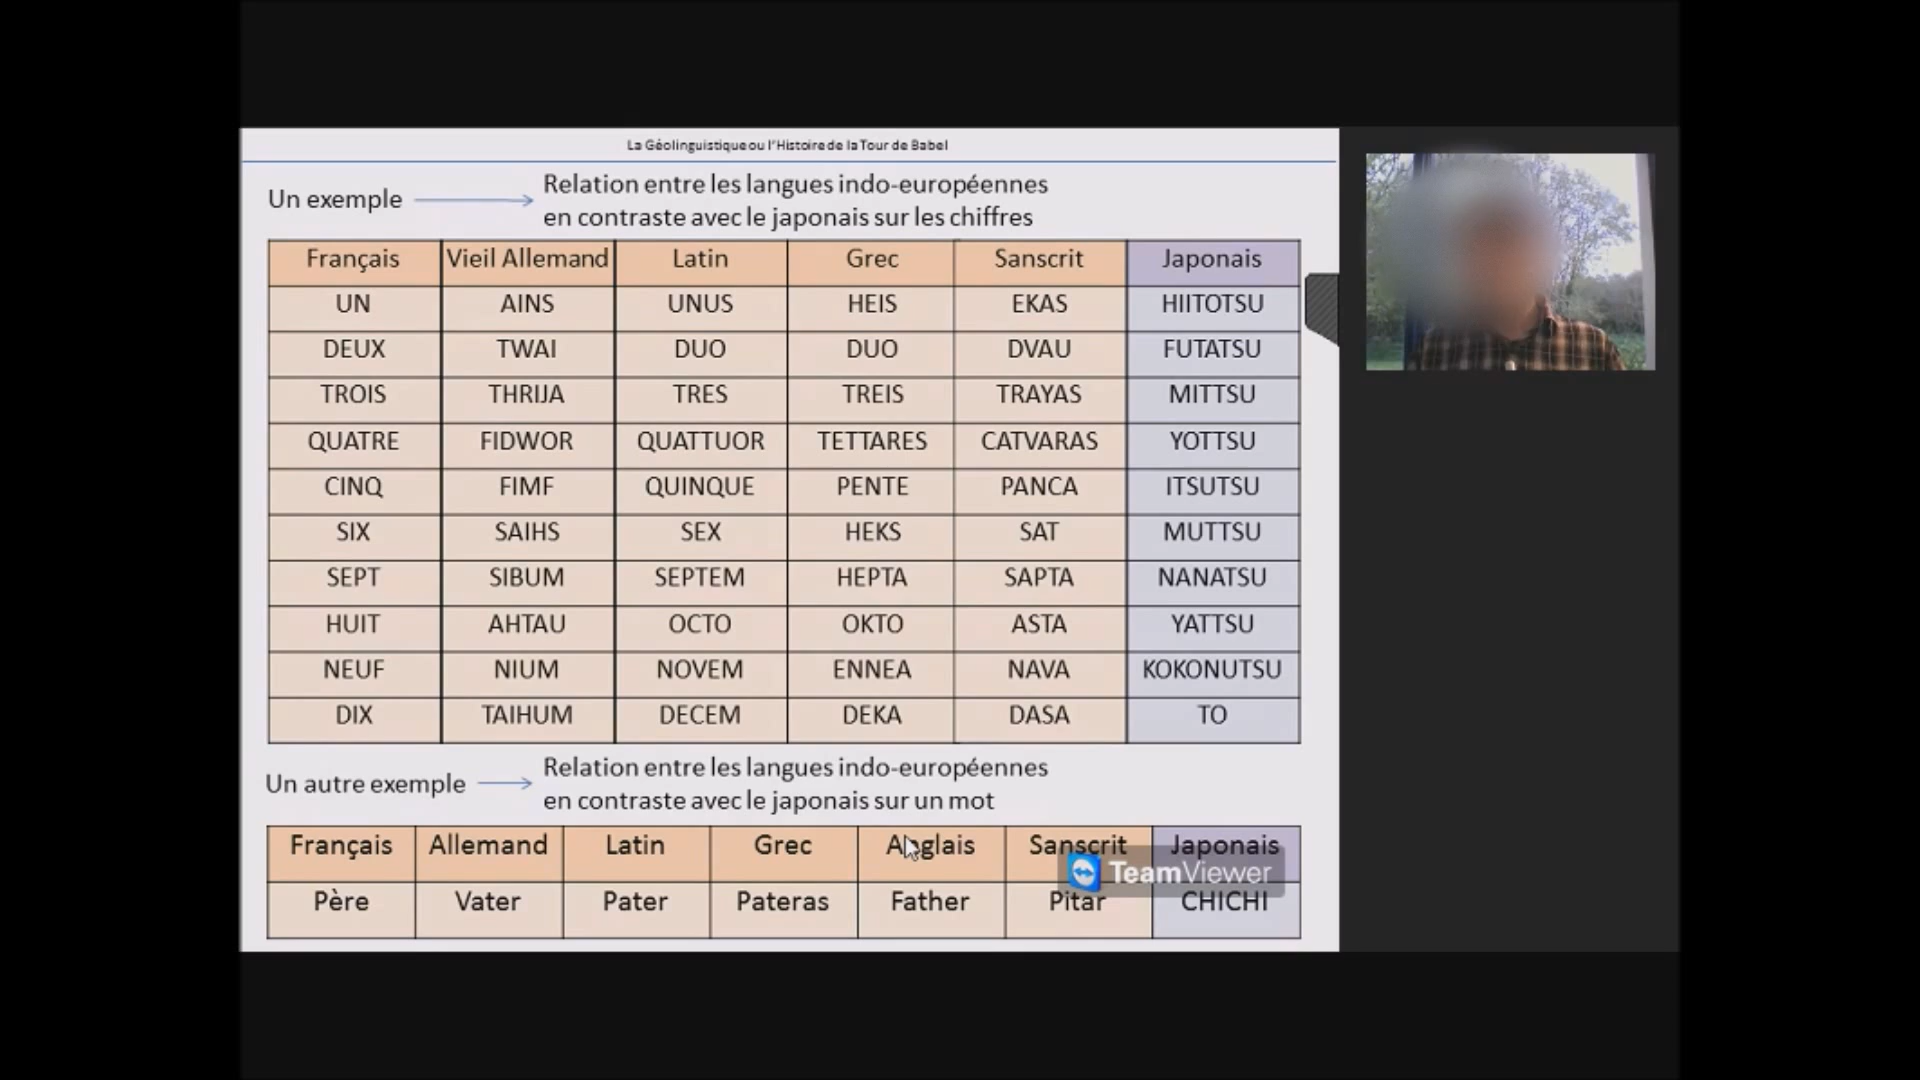 La Géolinguistique ou l'Histoire de la Tour de Babel
Un exemple
Relation entre les langues indo-européennes
en contraste avec le japonais sur les chiffres
Français Vieil Allemand Latin Grec Sanscrit Japonais
UN AINS UNUS HEIS EKAS HIITOTSU
DEUX TWAI DUO DUO DVAU FUTATSU
TROIS THRIJA TRES TREIS TRAYAS MITTSU
QUATRE FIDWOR QUATTUOR TETTARES CATVARAS YOTTSU
CINQ FIMF QUINQUE PENTE PANCA ITSUTSU
SIX SAIHS SEX HEKS SAT MUTTSU
SEPT SIBUM SEPTEM HEPTA SAPTA NANATSU
HUIT AHTAU OCTO OKTO ASTA YATTSU
NEUF NIUM NOVEM ENNEA NAVA KOKONUTSU
DIX TAIHUM DECEM DEKA DASA TO
Un autre exemple
Relation entre les langues indo-européennes
en contraste avec le japonais sur un mot
Français Allemand Latin Grec Anglais Sanscrit Japonais
TeamViewer
Père Vater Pater Pateras Father Pitar CHICHI